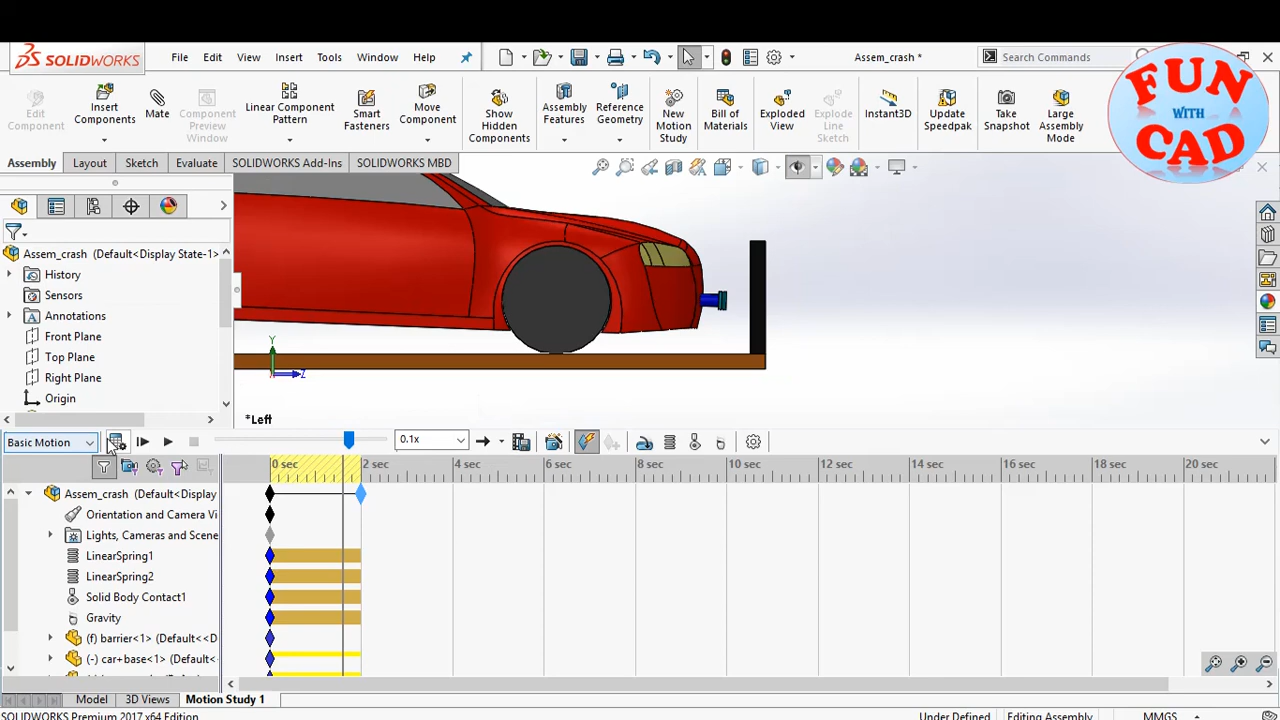 SOLIDWORKS
File Edit View Insert Tools Window Help
Assem_crash *
Search Commands
FUN
WITH
CAD
Edit Component
Insert Components
Mate
Component Preview Window
Linear Component Pattern
Smart Fasteners
Move Component
Show Hidden Components
Assembly Features
Reference Geometry
New Motion Study
Bill of Materials
Exploded View
Explode Line Sketch
Instant3D
Update Speedpak
Take Snapshot
Large Assembly Mode
Assembly Layout Sketch Evaluate SOLIDWORKS Add-Ins SOLIDWORKS MBD
Assem_crash (Default<Display State-1>
History
Sensors
Annotations
Front Plane
Top Plane
Right Plane
Origin
Y
Z
*Left
Basic Motion
0.1x
0 sec 2 sec 4 sec 6 sec 8 sec 10 sec 12 sec 14 sec 16 sec 18 sec 20 sec
Assem_crash (Default<Display
Orientation and Camera Vi
Lights, Cameras and Scene
LinearSpring1
LinearSpring2
Solid Body Contact1
Gravity
(f) barrier<1> (Default<<D
(-) car+base<1> (Default<
Model 3D Views Motion Study 1
SOLIDWORKS Premium 2017 x64 Edition
Under Defined Editing Assembly MMGS